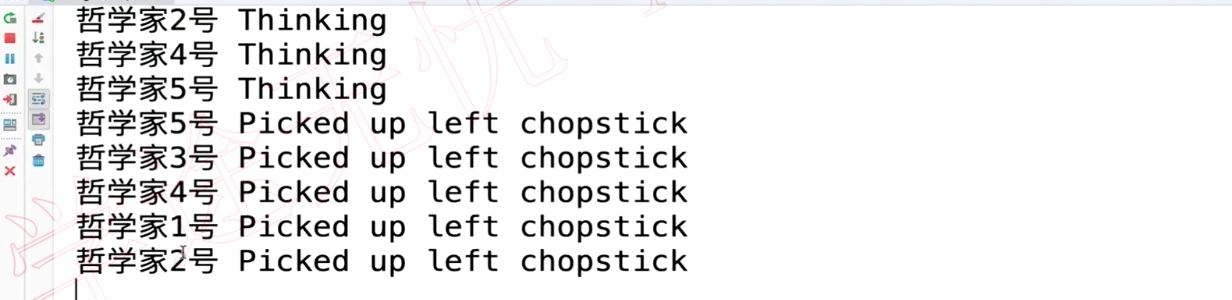 哲学家2号 Thinking
哲学家4号 Thinking
哲学家5号 Thinking
哲学家5号 Picked up left chopstick
哲学家3号 Picked up left chopstick
哲学家4号 Picked up left chopstick
哲学家1号 Picked up left chopstick
哲学家2号 Picked up left chopstick